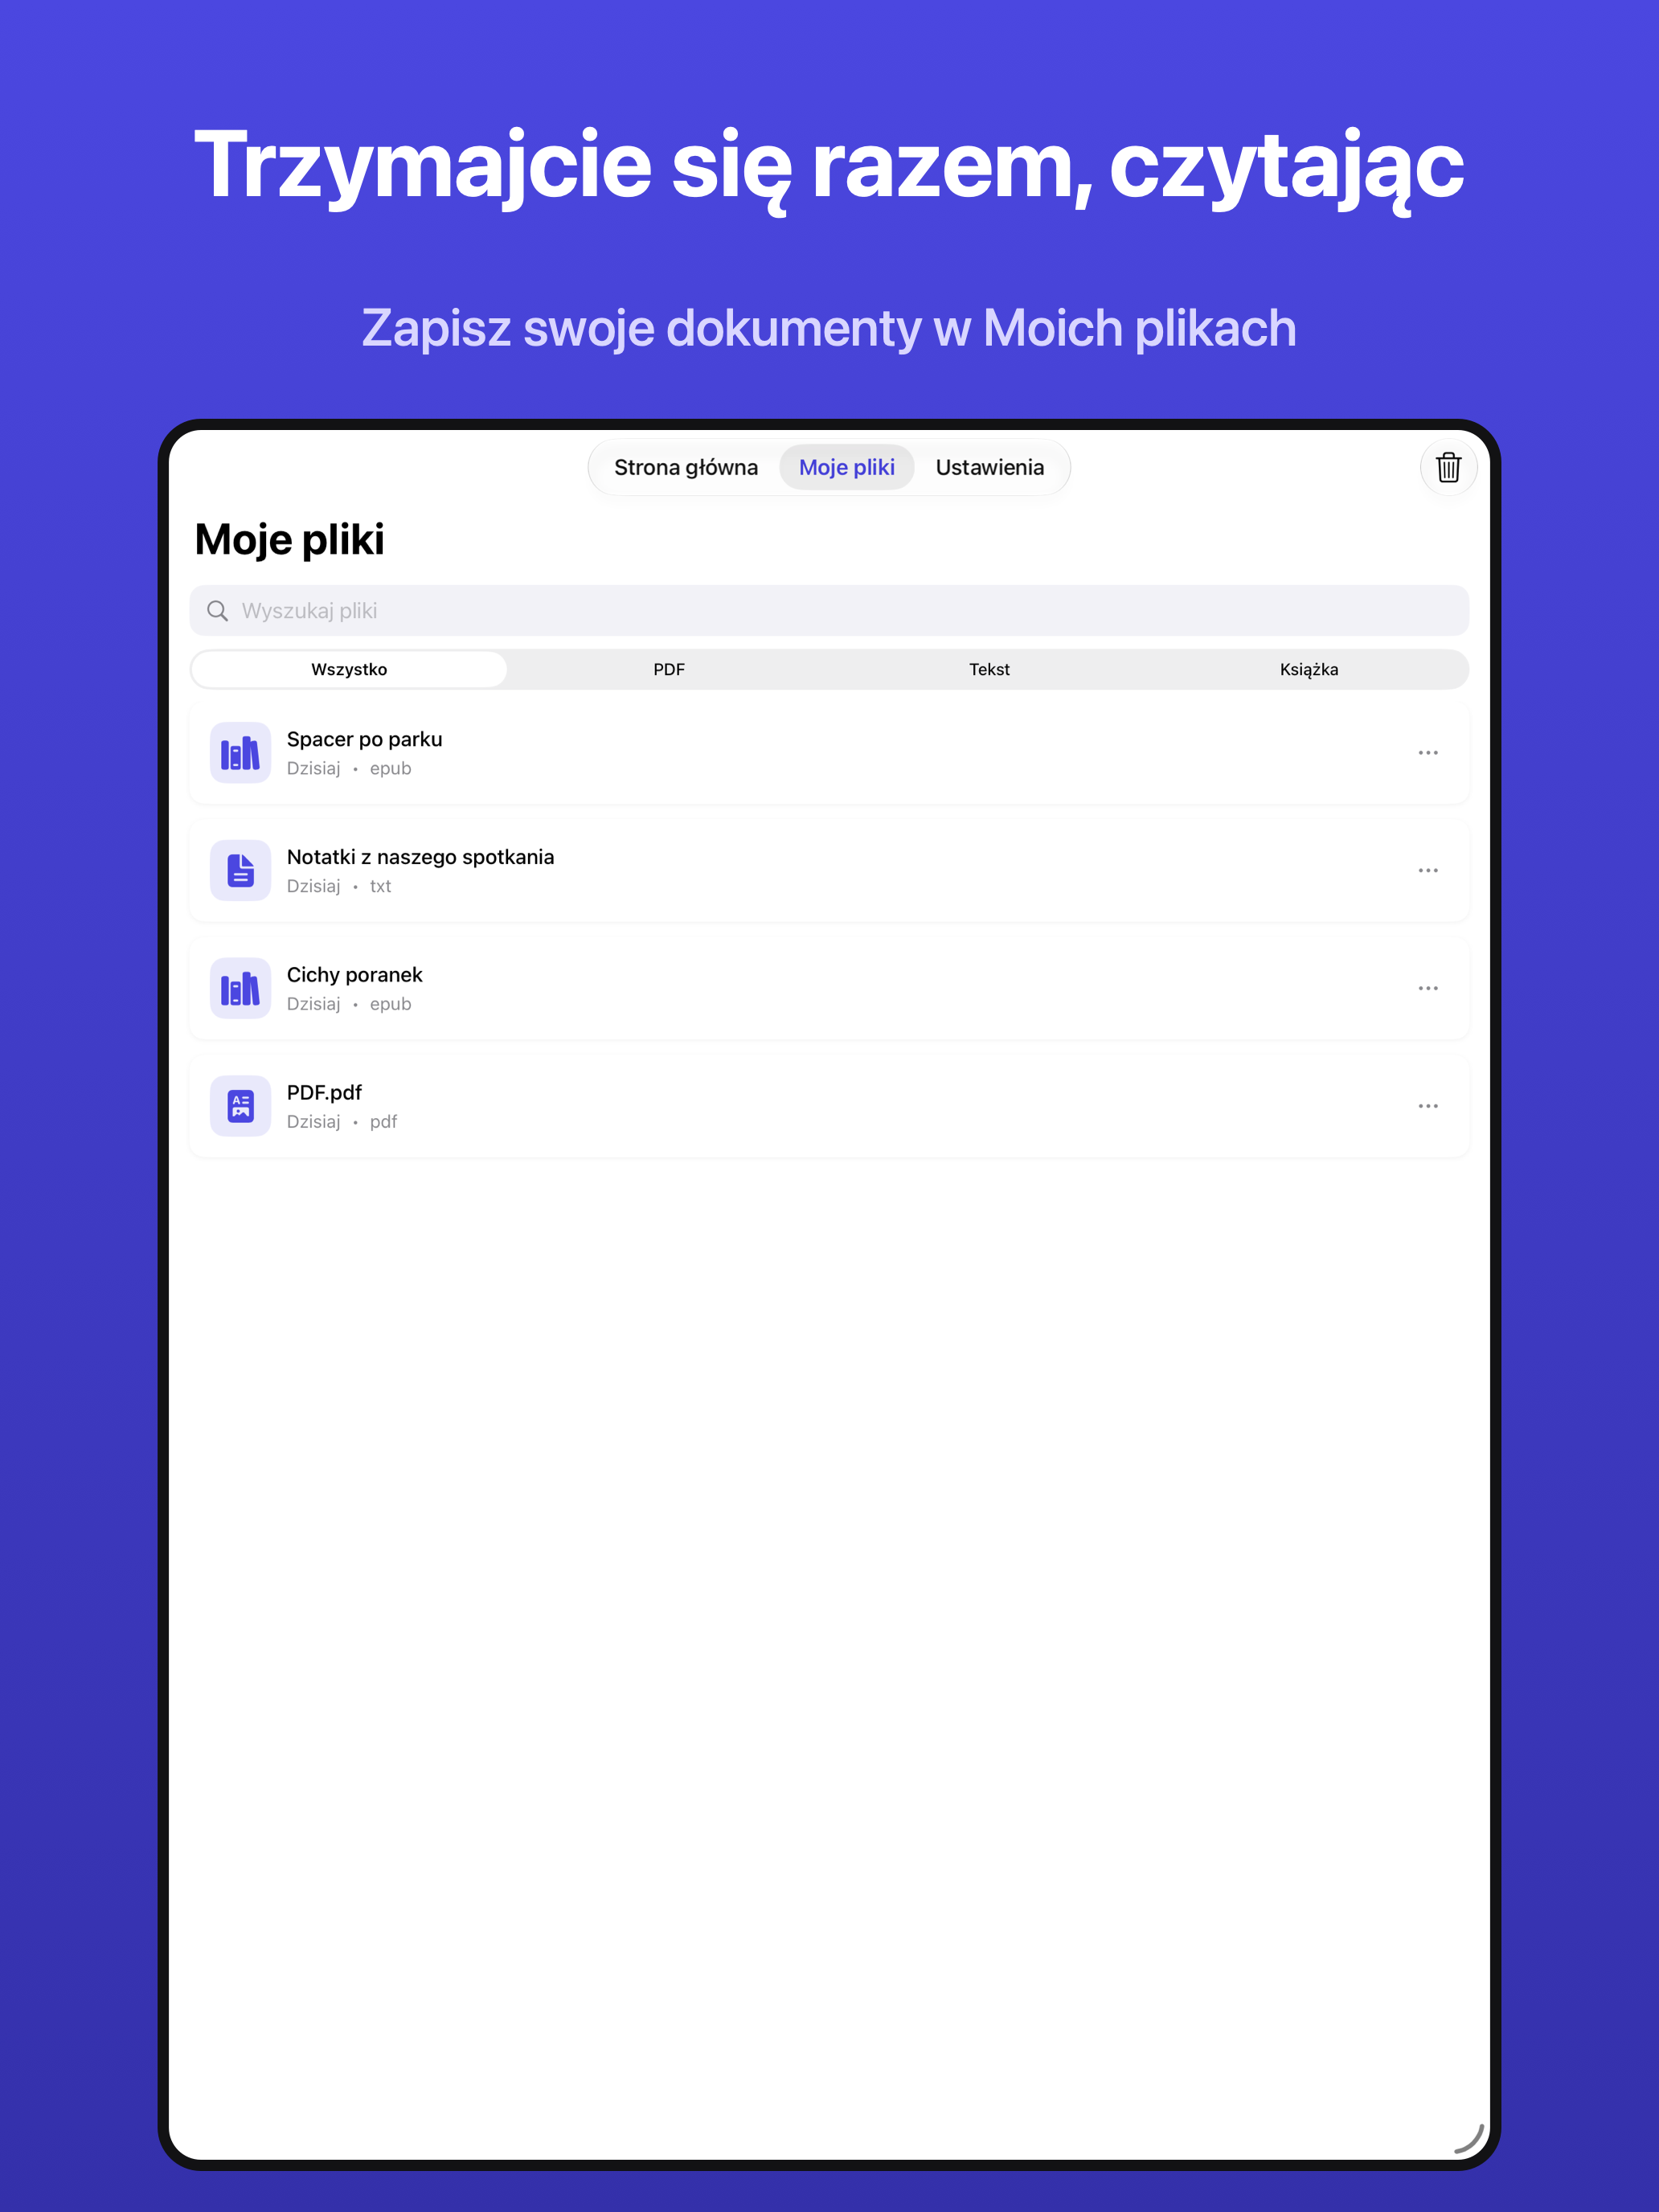 Trzymajcie się razem, czytając
Zapisz swoje dokumenty w Moich plikach
Strona główna Moje pliki Ustawienia
Moje pliki
Wyszukaj pliki
Wszystko PDF Tekst Książka
Spacer po parku
Dzisiaj • epub
Notatki z naszego spotkania
Dzisiaj • txt
Cichy poranek
Dzisiaj • epub
PDF.pdf
Dzisiaj • pdf